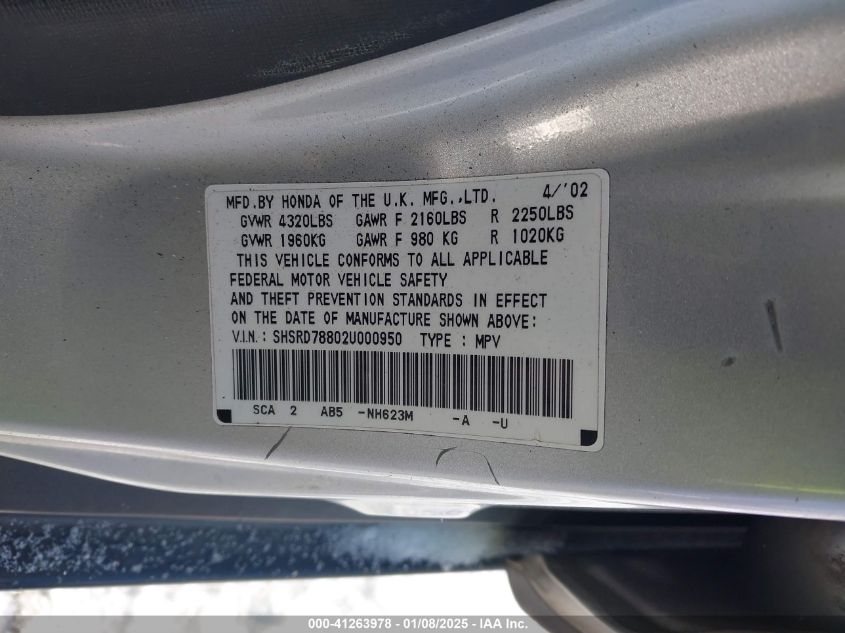 MFD.BY HONDA OF THE U.K. MFG.,LTD. 4/'02
GVWR 4320LBS GAWR F 2160LBS R 2250LBS
GVWR 1960KG GAWR F 980 KG R 1020KG
THIS VEHICLE CONFORMS TO ALL APPLICABLE
FEDERAL MOTOR VEHICLE SAFETY
AND THEFT PREVENTION STANDARDS IN EFFECT
ON THE DATE OF MANUFACTURE SHOWN ABOVE:
V.I.N.: SHSRD78802U000950 TYPE : MPV
SCA 2 AB5 -NH623M -A -U
000-41263978 - 01/08/2025 - IAA Inc.